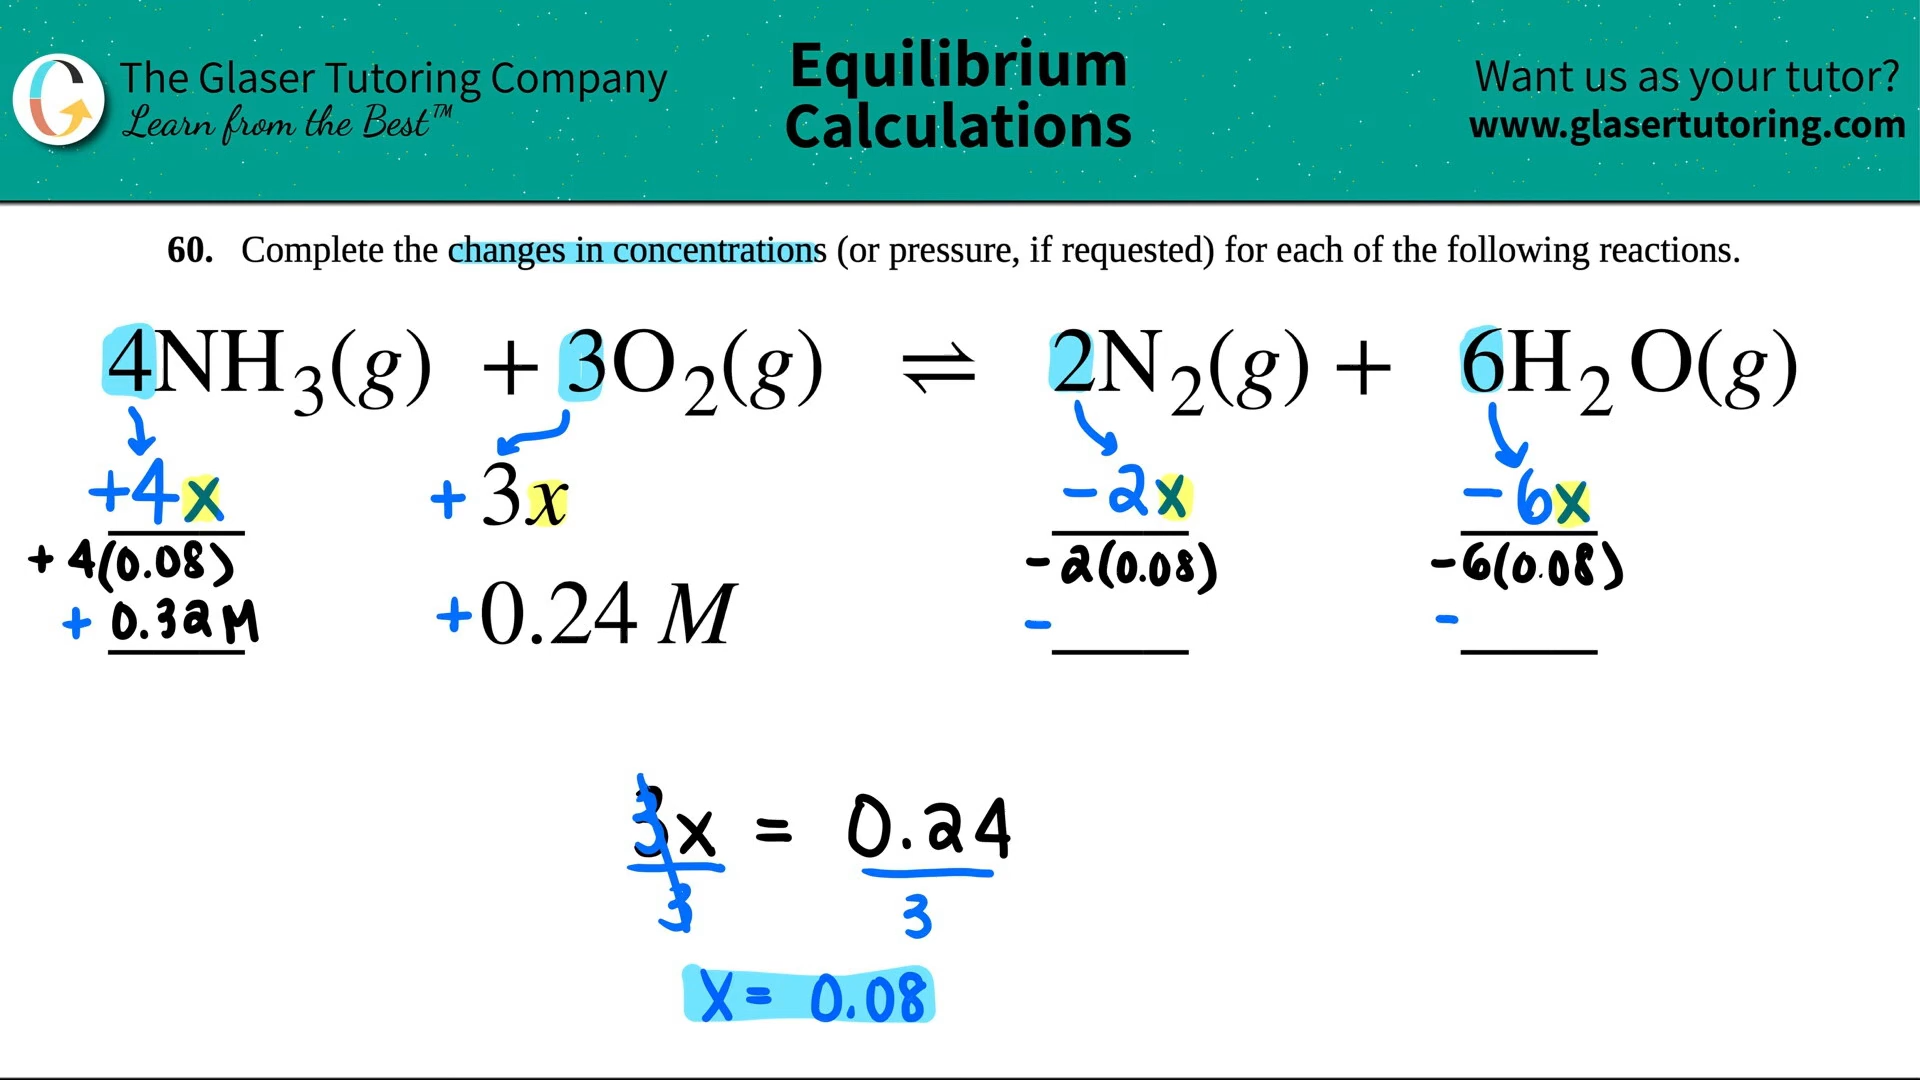 The Glaser Tutoring Company
Learn from the Best™
Equilibrium
Calculations
Want us as your tutor?
www.glasertutoring.com
60. Complete the changes in concentrations (or pressure, if requested) for each of the following reactions.
4NH₃(g) + 3O₂(g) ⇌ 2N₂(g) + 6H₂O(g)
+4x + 3x -2x -6x
+ 4(0.08) -2(0.08) -6(0.08)
+ 0.32M +0.24 M - -
3x = 0.24
3 3
x = 0.08